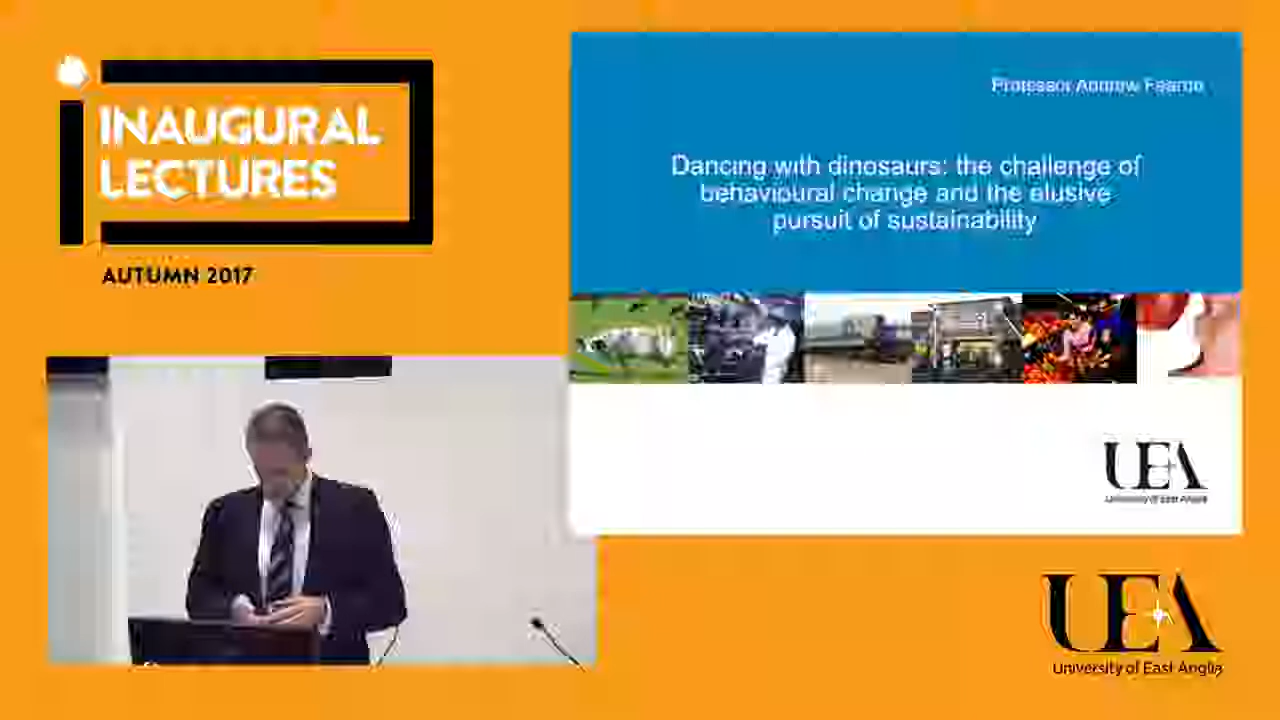 INAUGURAL
LECTURES
AUTUMN 2017
Professor Andrew Fearne
Dancing with dinosaurs: the challenge of
behavioural change and the elusive
pursuit of sustainability
UEA
University of East Anglia
UEA
University of East Anglia